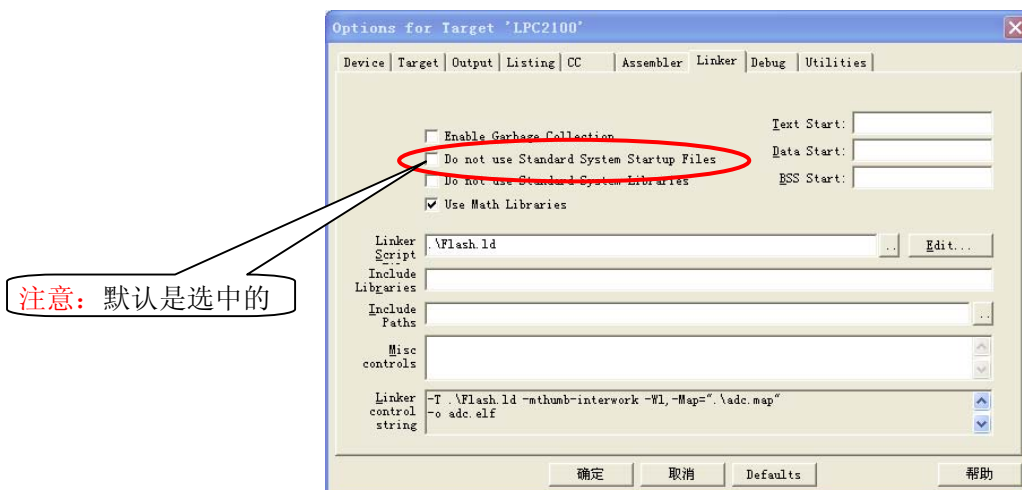 Options for Target 'LPC2100'
Device Target Output Listing CC Assembler Linker Debug Utilities
Enable Garbage Collection
Do not use Standard System Startup Files
Do not use Standard System Libraries
Use Math Libraries
Text Start:
Data Start:
BSS Start:
Linker
Script
.\Flash.ld
.. Edit...
Include
Libraries
Include
Paths
..
Misc
controls
Linker
control
string
-T .\Flash.ld -mthumb-interwork -Wl,-Map=".\adc.map"
-o adc.elf
确定 取消 Defaults 帮助
注意：默认是选中的